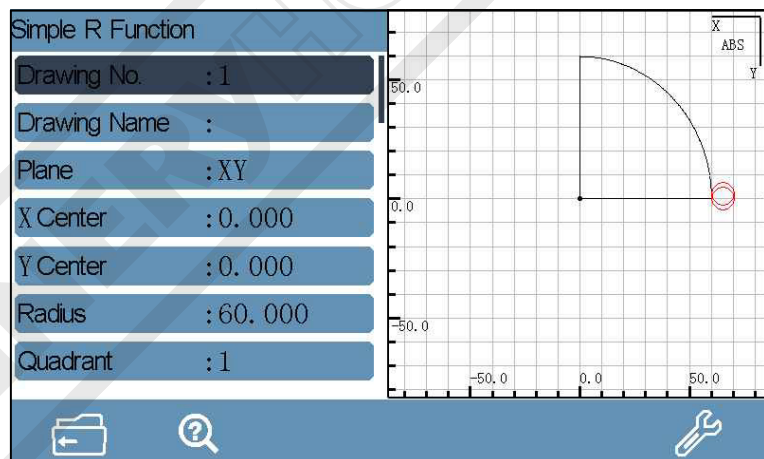 Simple R Function
Drawing No. :1
Drawing Name :
Plane :XY
X Center :0.000
Y Center :0.000
Radius :60.000
Quadrant :1
X
ABS
Y
50.0
0.0
-50.0
-50.0 0.0 50.0